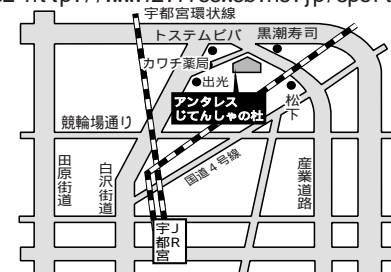 宇都宮環状線
トステムビバ
黒潮寿司
カワチ薬局
出光
アンタレス
じてんしゃの杜
松下
競輪場通り
国道4号線
田原街道
白沢街道
産業道路
JR
宇都宮